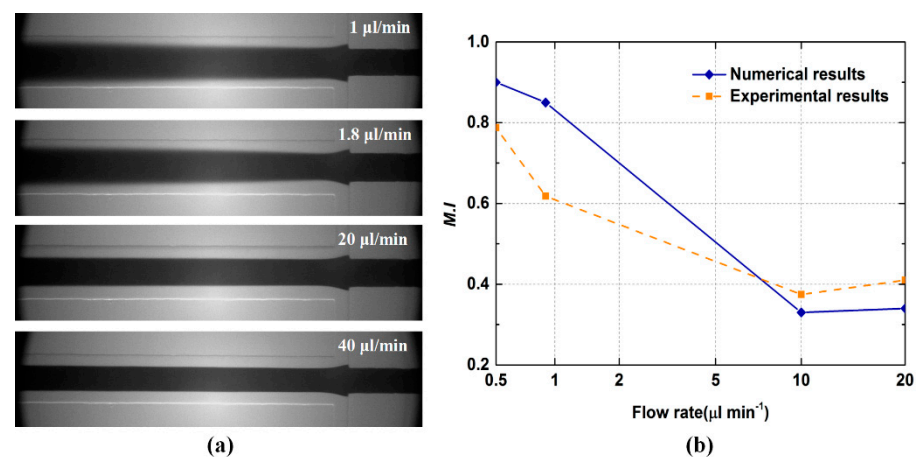 1 µl/min
1.8 µl/min
20 µl/min
40 µl/min
(a)
1.0
0.8
0.6
0.4
0.2
M.I
Numerical results
Experimental results
0.5 1 2 5 10 20
Flow rate(µl min⁻¹)
(b)